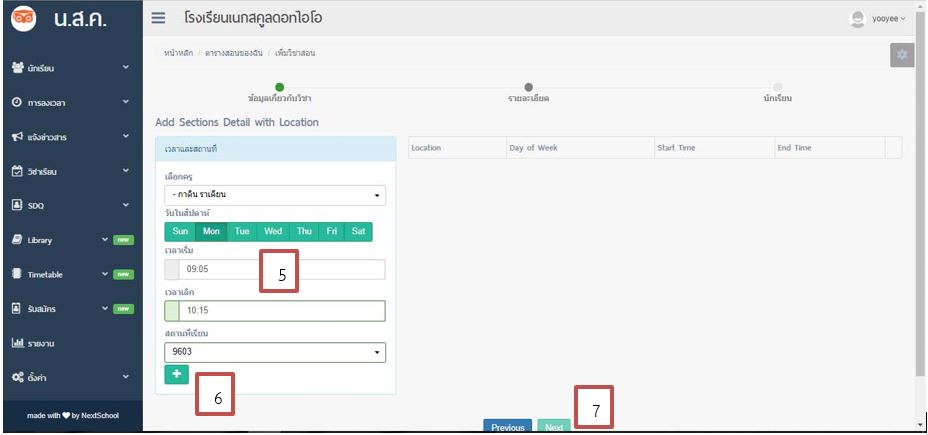 น.ส.ค.
โรงเรียนเนกสคูลดอทไอโอ
yooyee
หน้าหลัก / ตารางสอนของฉัน / เพิ่มวิชาสอน
นักเรียน
การลงเวลา
แจ้งข่าวสาร
วิชาเรียน
SDQ
Library new
Timetable new
รับสมัคร new
รายงาน
ตั้งค่า
made with ❤ by NextSchool
ข้อมูลเกี่ยวกับวิชา
รายละเอียด
นักเรียน
Add Sections Detail with Location
เวลาและสถานที่
เลือกครู
- กาดิน ราเดียน
วันในสัปดาห์
Sun Mon Tue Wed Thu Fri Sat
เวลาเริ่ม
09:05
5
เวลาเลิก
10:15
สถานที่เรียน
9603
+
6
Location Day of Week Start Time End Time
7
Previous Next